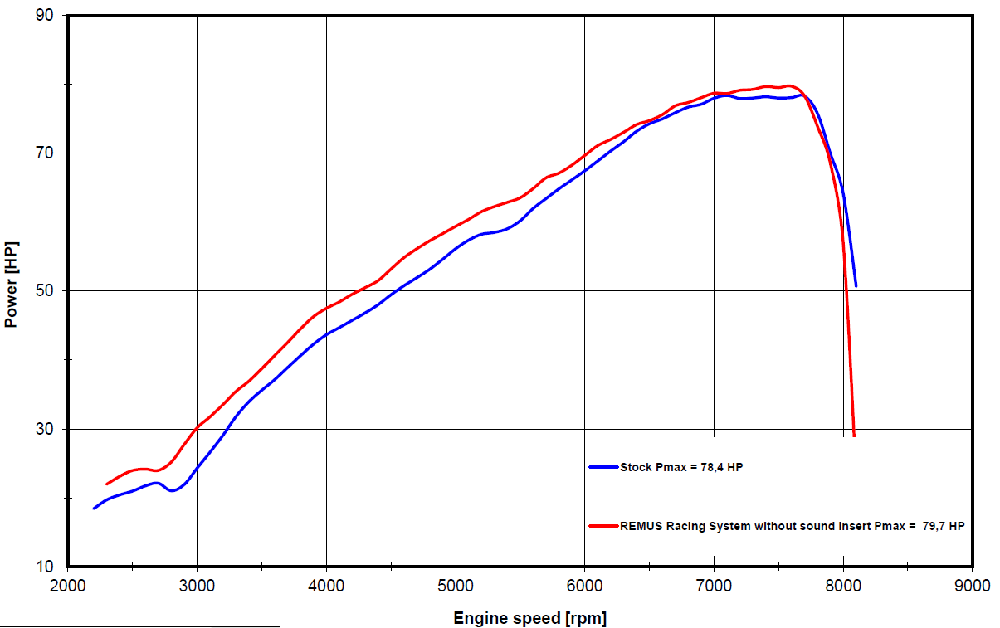 90
70
50
30
10
Power [HP]
Stock Pmax = 78,4 HP
REMUS Racing System without sound insert Pmax = 79,7 HP
2000 3000 4000 5000 6000 7000 8000 9000
Engine speed [rpm]